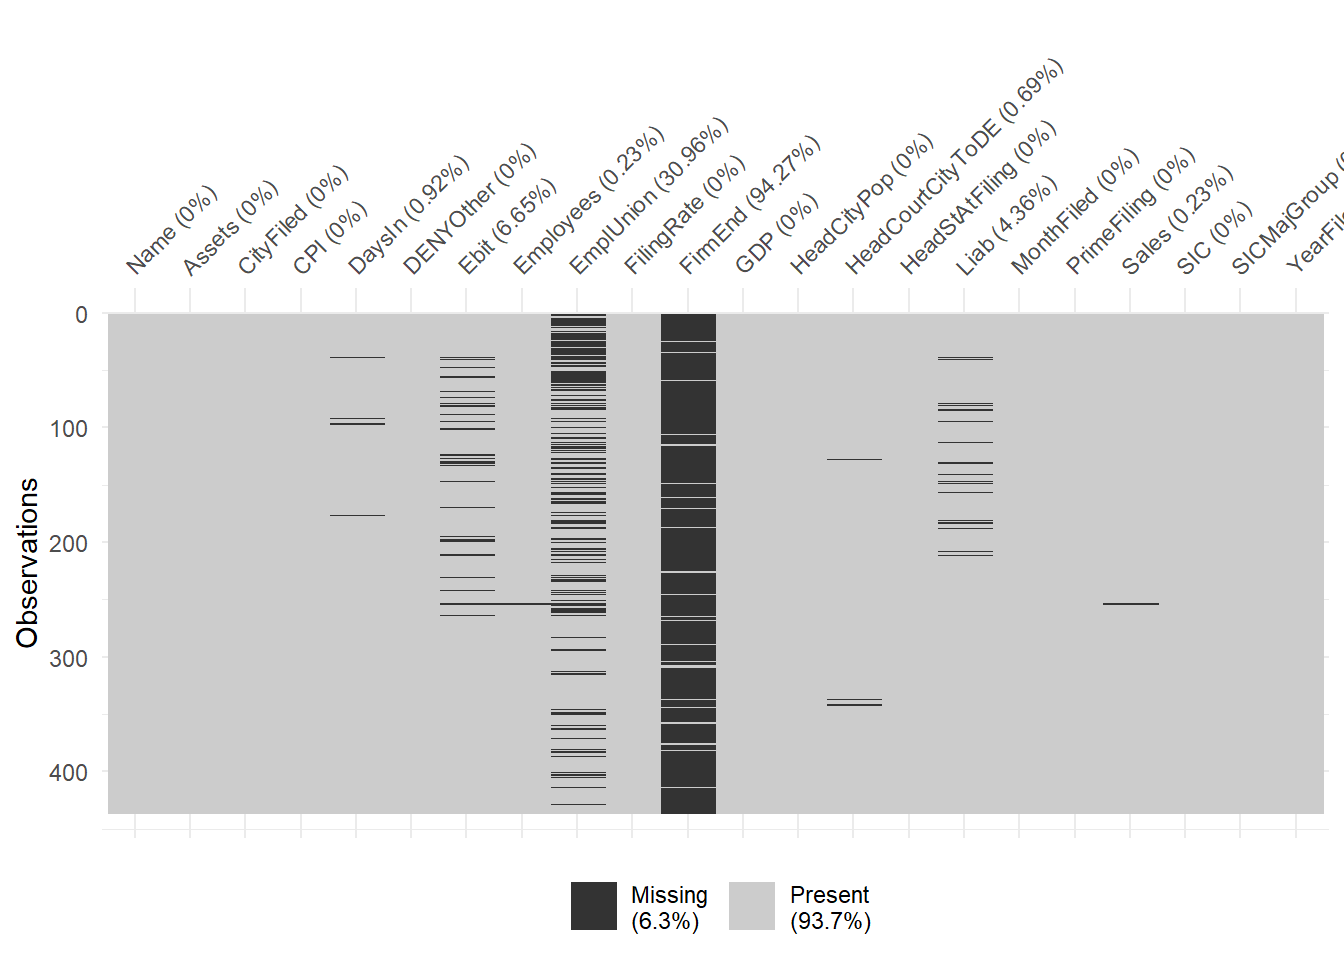 Name (0%)
Assets (0%)
CityFiled (0%)
CPI (0%)
DaysIn (0.92%)
DENYOther (0%)
Ebit (6.65%)
Employees (0.23%)
EmplUnion (30.96%)
FilingRate (0%)
FirmEnd (94.27%)
GDP (0%)
HeadCityPop (0%)
HeadCourtCityToDE (0.69%)
HeadStAtFiling (0%)
Liab (4.36%)
MonthFiled (0%)
PrimeFiling (0%)
Sales (0.23%)
SIC (0%)
SICMajGroup
YearFile
0
100
200
300
400
Observations
Missing
(6.3%)
Present
(93.7%)